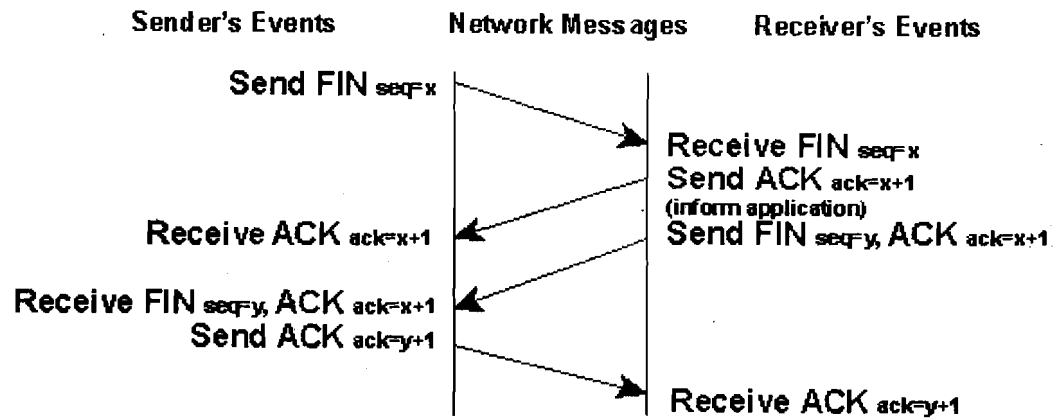 Sender's Events Network Messages Receiver's Events
Send FIN seq=x
Receive FIN seq=x
Send ACK ack=x+1
(inform application)
Receive ACK ack=x+1
Send FIN seq=y, ACK ack=x+1
Receive FIN seq=y, ACK ack=x+1
Send ACK ack=y+1
Receive ACK ack=y+1